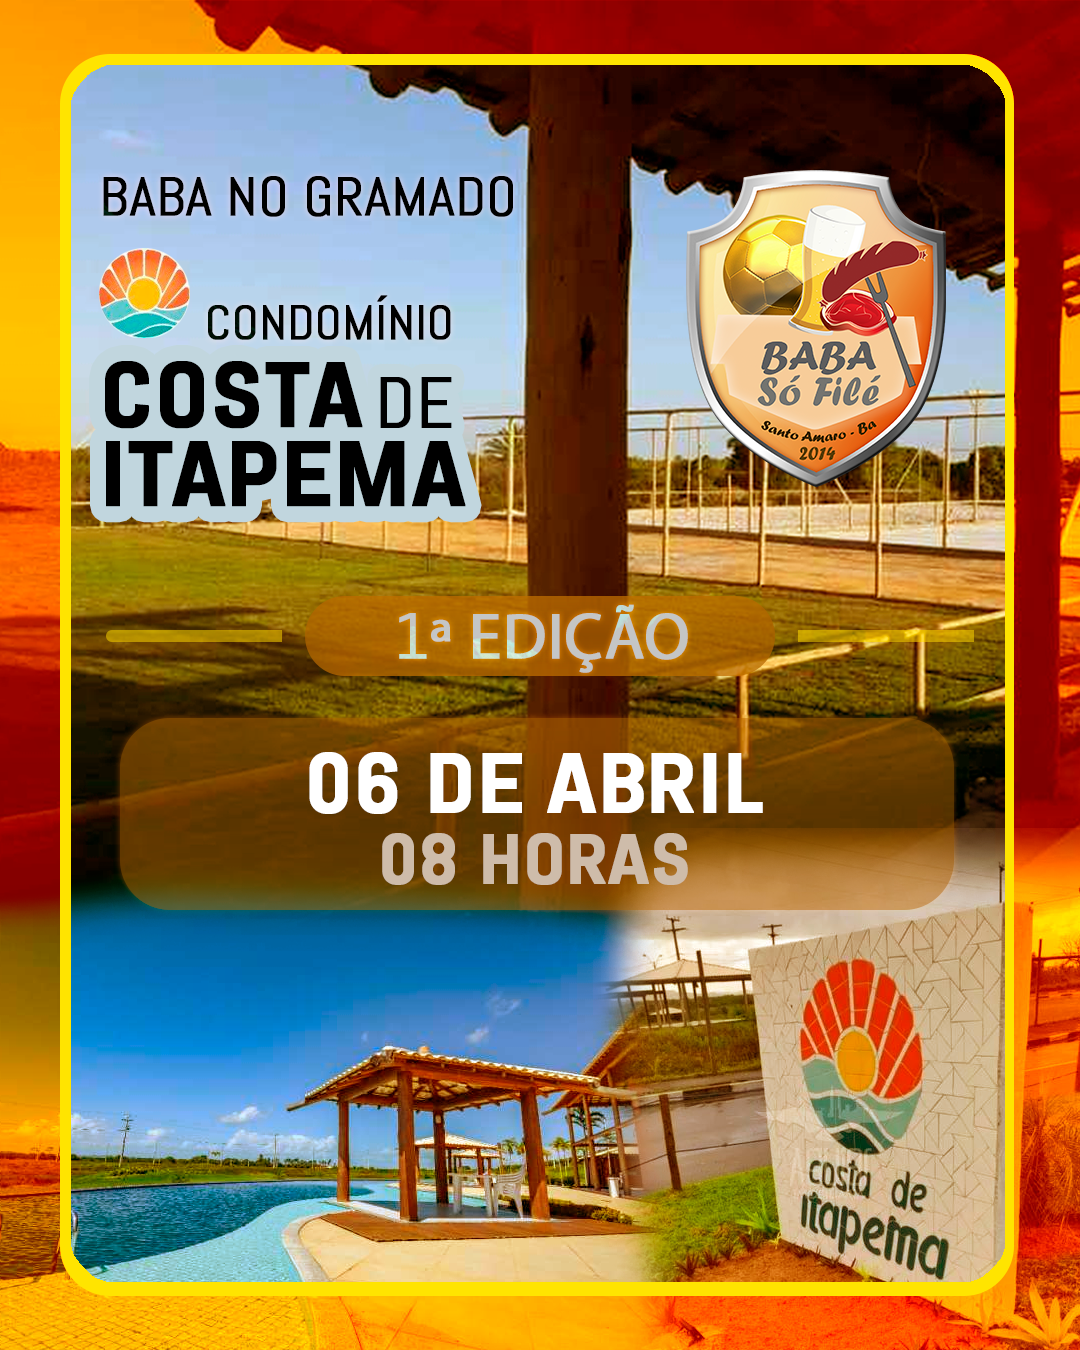 BABA NO GRAMADO
CONDOMÍNIO
COSTA DE
ITAPEMA
BABA
Só Filé
Santo Amaro - Ba
2014
1ª EDIÇÃO
06 DE ABRIL
08 HORAS
costa de
itapema